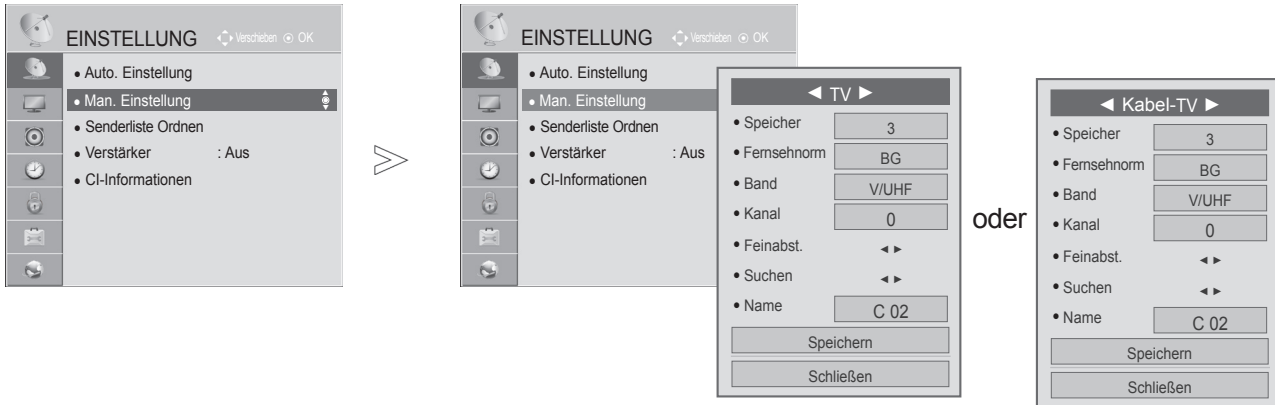 EINSTELLUNG Verschieben OK
• Auto. Einstellung
• Man. Einstellung
• Senderliste Ordnen
• Verstärker : Aus
• CI-Informationen
EINSTELLUNG Verschieben OK
• Auto. Einstellung
• Man. Einstellung
• Senderliste Ordnen
• Verstärker : Aus
• CI-Informationen
◄ TV ►
• Speicher 3
• Fernsehnorm BG
• Band V/UHF
• Kanal 0
• Feinabst. ◄ ►
• Suchen ◄ ►
• Name C 02
Speichern
Schließen
oder
◄ Kabel-TV ►
• Speicher 3
• Fernsehnorm BG
• Band V/UHF
• Kanal 0
• Feinabst. ◄ ►
• Suchen ◄ ►
• Name C 02
Speichern
Schließen